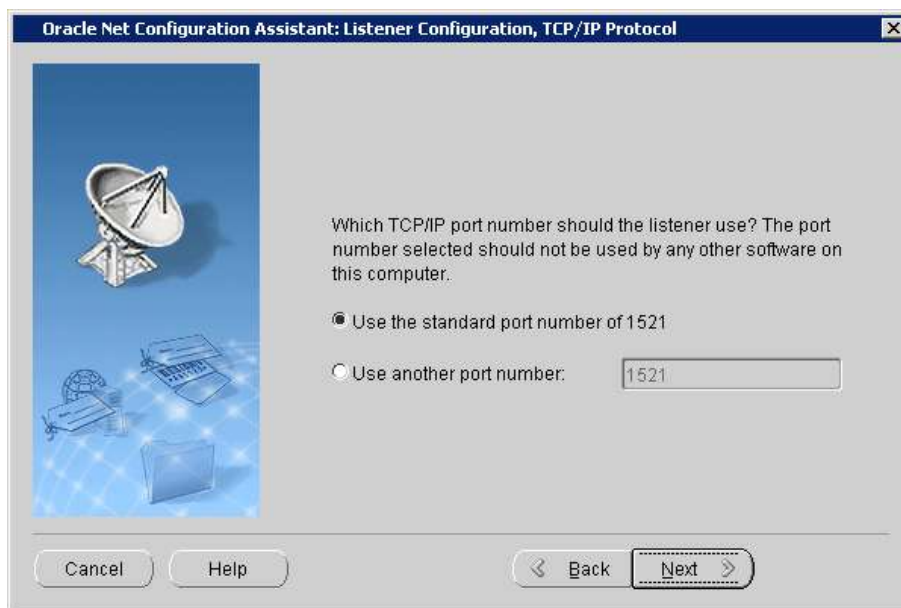 Oracle Net Configuration Assistant: Listener Configuration, TCP/IP Protocol
Which TCP/IP port number should the listener use? The port
number selected should not be used by any other software on
this computer.
Use the standard port number of 1521
Use another port number: 1521
Cancel Help Back Next